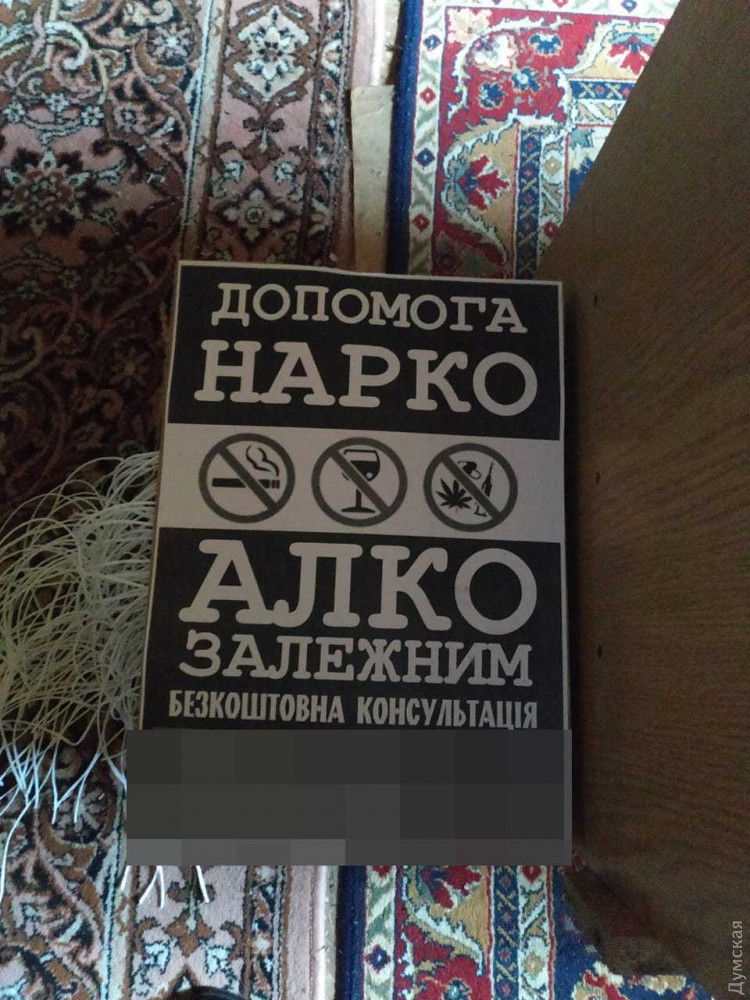 ДОПОМОГА
НАРКО
АЛКО
ЗАЛЕЖНИМ
БЕЗКОШТОВНА КОНСУЛЬТАЦІЯ
Думская